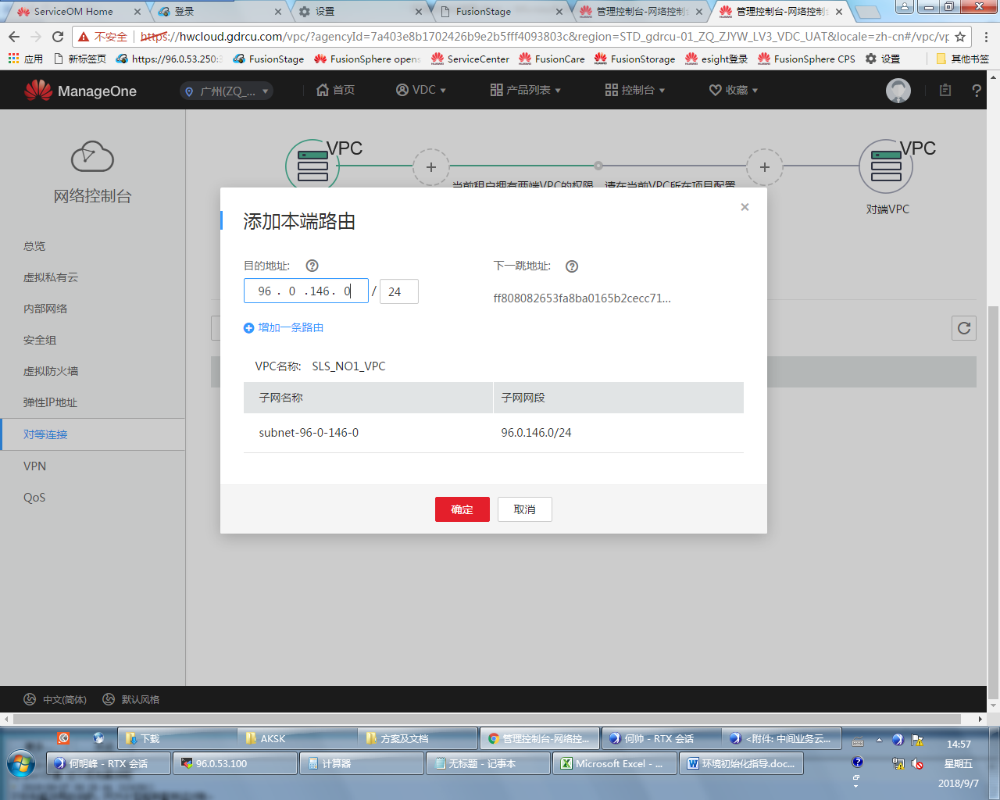 ServiceOM Home
登录
设置
FusionStage
管理控制台-网络控制
管理控制台-网络控制
不安全
https://hwcloud.gdrcu.com/vpc/?agencyId=7a403e8b1702426b9e2b5fff4093803c&region=STD_gdrcu-01_ZQ_ZJYW_LV3_VDC_UAT&locale=zh-cn#/vpc/vp
应用
新标签页
https://96.0.53.250:
FusionStage
FusionSphere opens
ServiceCenter
FusionCare
FusionStorage
esight登录
FusionSphere CPS
设置
其他书签
ManageOne
广州(ZQ_...
首页
VDC
产品列表
控制台
收藏
网络控制台
总览
虚拟私有云
内部网络
安全组
虚拟防火墙
弹性IP地址
对等连接
VPN
QoS
VPC
VPC
当前租户拥有两端VPC的权限，请在当前VPC所在项目配置
对端VPC
添加本端路由
目的地址:
下一跳地址:
96 . 0 .146. 0 / 24
ff808082653fa8ba0165b2cecc71...
增加一条路由
VPC名称: SLS_NO1_VPC
子网名称 子网网段
subnet-96-0-146-0 96.0.146.0/24
确定 取消
中文(简体) 默认风格
下载
AKSK
方案及文档
管理控制台-网络控...
何帅 - RTX 会话
<附件: 中间业务云...
何明峰 - RTX 会话
96.0.53.100
计算器
无标题 - 记事本
Microsoft Excel - ...
环境初始化指导.doc...
14:57
星期五
2018/9/7